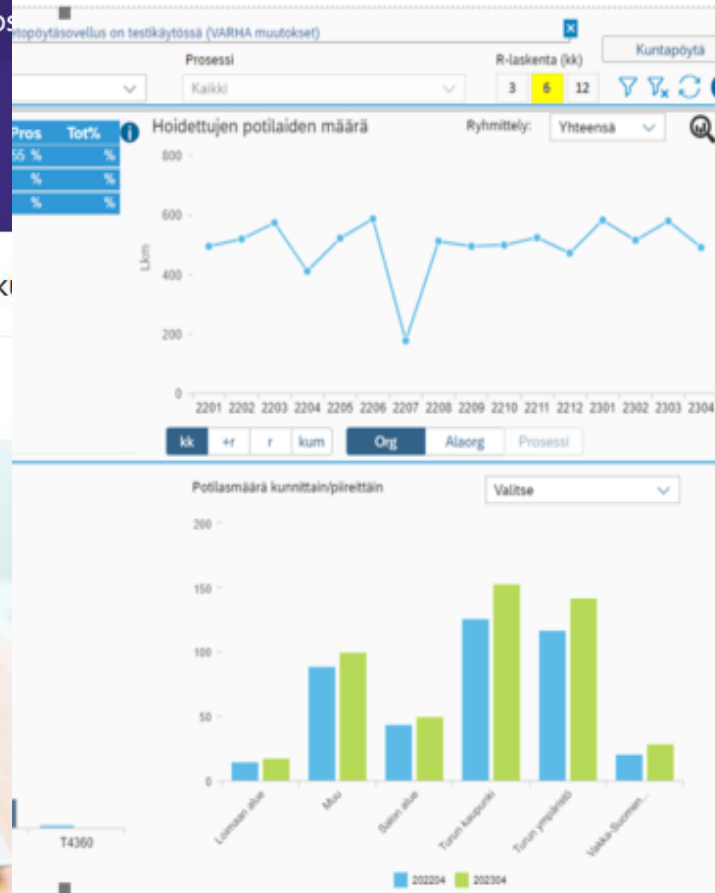 etopöytäsovellus on testikäytössä (VARHA muutokset)
Prosessi
R-laskenta (kk)
Kuntapöytä
Kaikki
3 6 12
Pros Tot%
55 % %
% %
% %
Hoidettujen potilaiden määrä
Ryhmittely: Yhteensä
800
600
400
200
0
Lkm
2201 2202 2203 2204 2205 2206 2207 2208 2209 2210 2211 2212 2301 2302 2303 2304
kk +r r kum Org Alaorg Prosessi
Potilasmäärä kunnittain/piireittäin
Valitse
200
150
100
50
0
Loimaan alue
Muu
Salon alue
Turun kaupunki
Turun ympäristö
Vakka-Suomen...
T4360
202204 202304